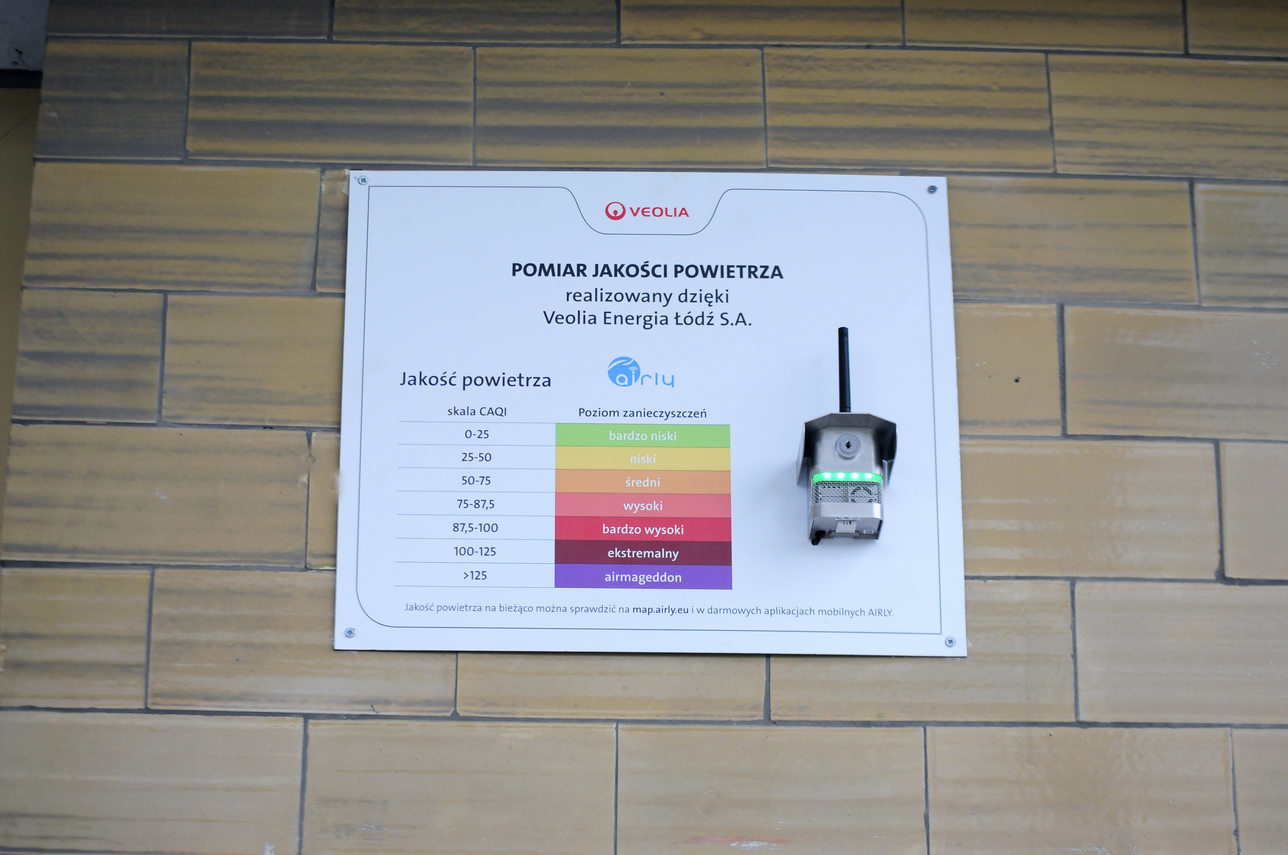 VEOLIA
POMIAR JAKOŚCI POWIETRZA
realizowany dzięki
Veolia Energia Łódź S.A.
airly
Jakość powietrza
skala CAQI Poziom zanieczyszczeń
0-25 bardzo niski
25-50 niski
50-75 średni
75-87,5 wysoki
87,5-100 bardzo wysoki
100-125 ekstremalny
>125 airmageddon
Jakość powietrza na bieżąco można sprawdzić na map.airly.eu i w darmowych aplikacjach mobilnych AIRLY.